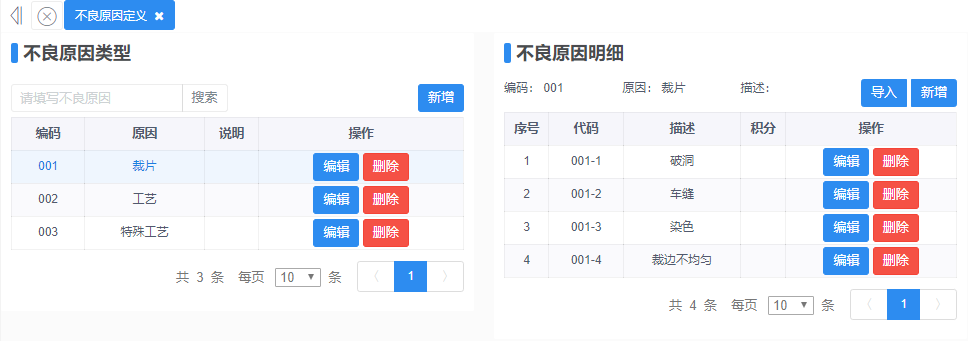 不良原因定义 ✖
不良原因类型
请填写不良原因 搜索 新增
编码 原因 说明 操作
001 裁片 编辑 删除
002 工艺 编辑 删除
003 特殊工艺 编辑 删除
共 3 条 每页 10 条 1
不良原因明细
编码: 001 原因: 裁片 描述: 导入 新增
序号 代码 描述 积分 操作
1 001-1 破洞 编辑 删除
2 001-2 车缝 编辑 删除
3 001-3 染色 编辑 删除
4 001-4 裁边不均匀 编辑 删除
共 4 条 每页 10 条 1